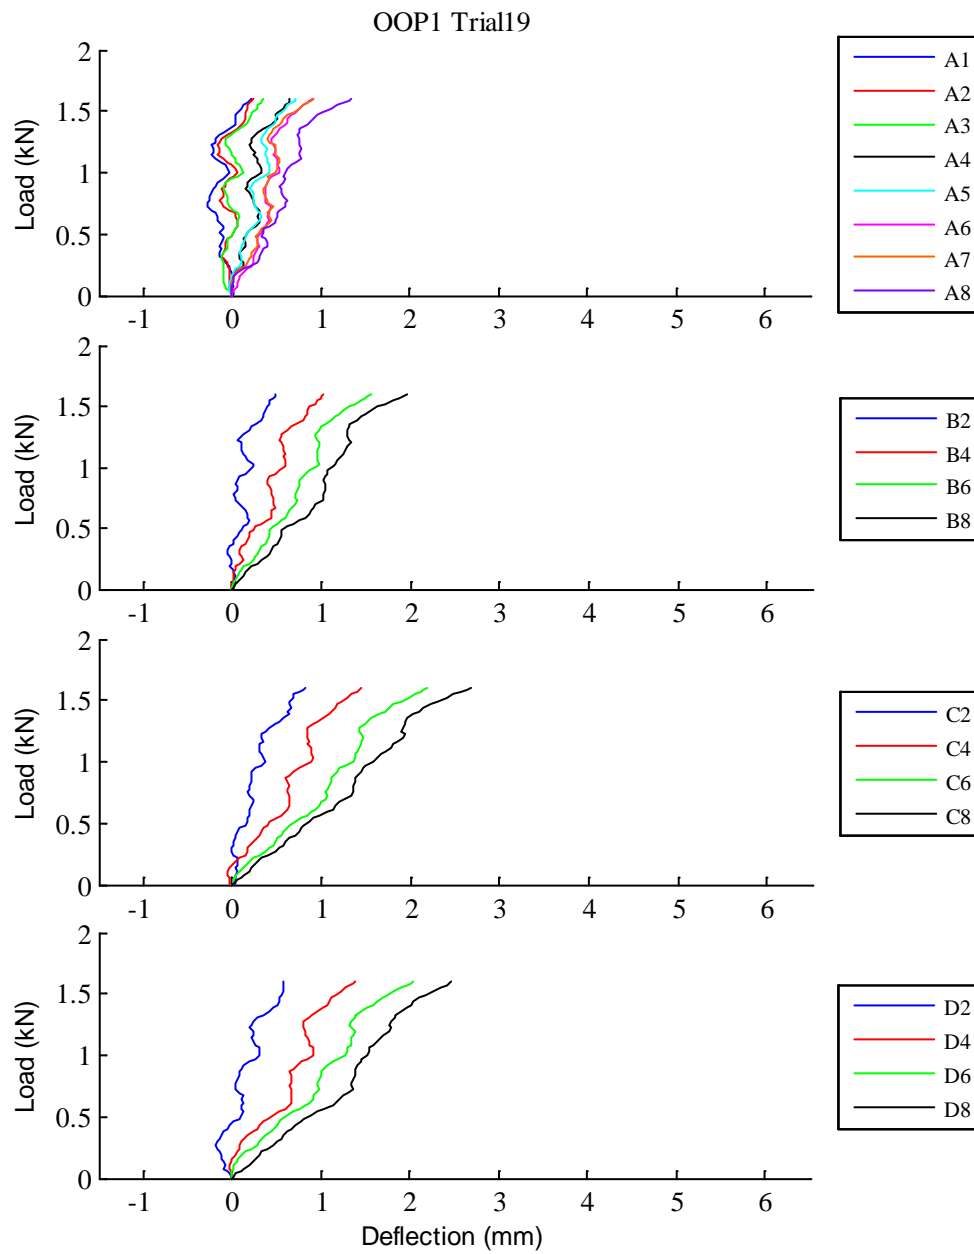 OOP1 Trial19
2
1.5
1
0.5
0
Load (kN)
-1 0 1 2 3 4 5 6
A1
A2
A3
A4
A5
A6
A7
A8
2
1.5
1
0.5
0
Load (kN)
-1 0 1 2 3 4 5 6
B2
B4
B6
B8
2
1.5
1
0.5
0
Load (kN)
-1 0 1 2 3 4 5 6
C2
C4
C6
C8
2
1.5
1
0.5
0
Load (kN)
-1 0 1 2 3 4 5 6
Deflection (mm)
D2
D4
D6
D8